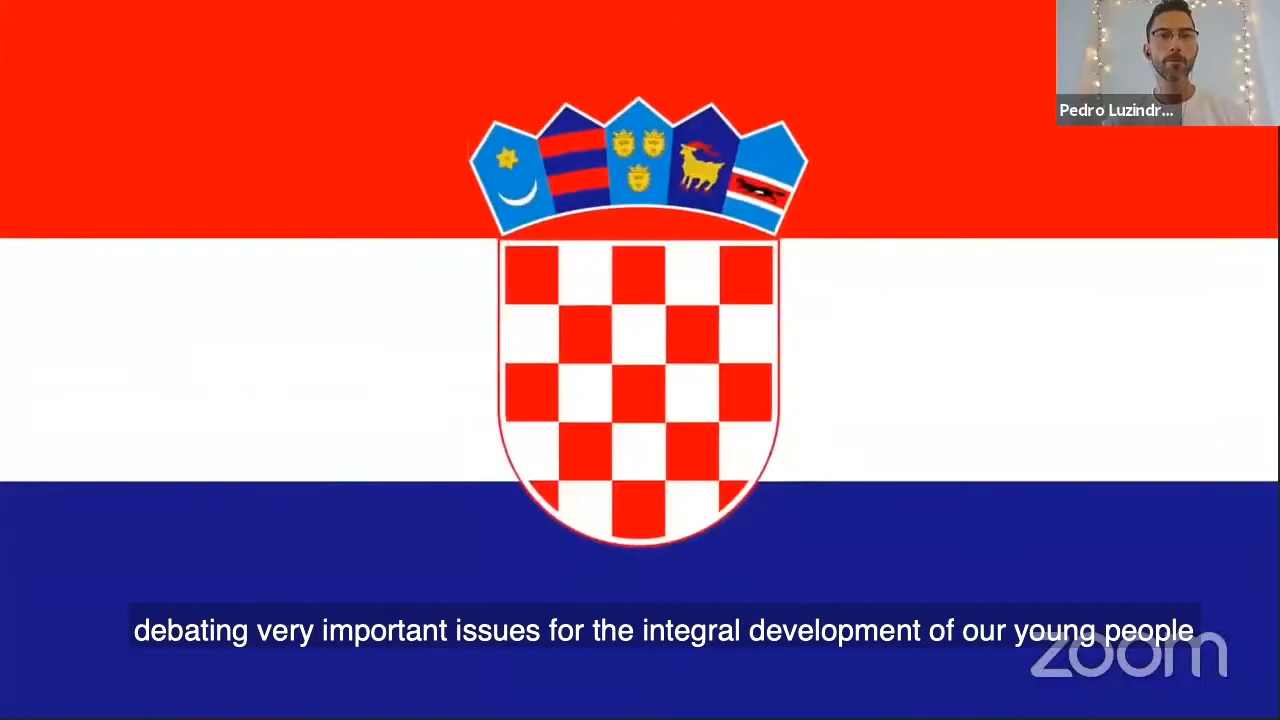 Pedro Luzindr...
debating very important issues for the integral development of our young people
zoom